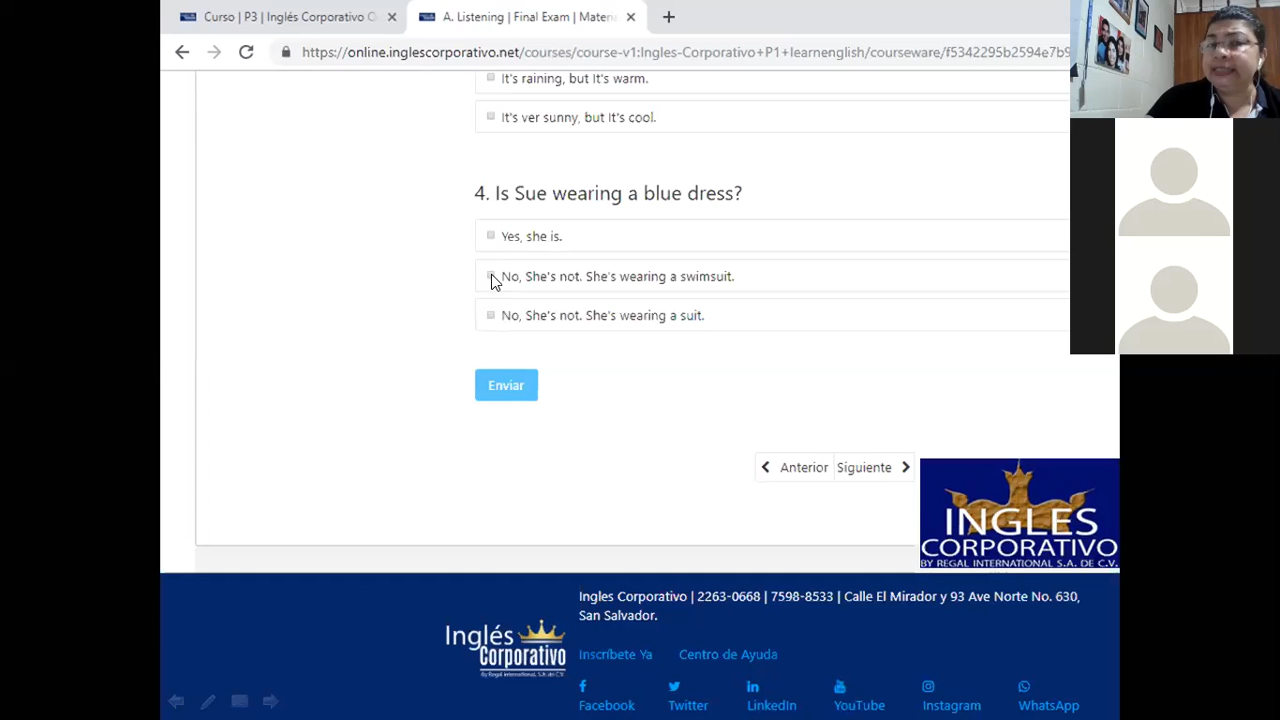 Curso | P3 | Inglés Corporativo O
A. Listening | Final Exam | Mater
https://online.inglescorporativo.net/courses/course-v1:Ingles-Corporativo+P1+learnenglish/courseware/f5342295b2594e7b9
It's raining, but It's warm.
It's ver sunny, but It's cool.
4. Is Sue wearing a blue dress?
Yes, she is.
No, She's not. She's wearing a swimsuit.
No, She's not. She's wearing a suit.
Enviar
Anterior Siguiente
INGLES
CORPORATIVO
BY REGAL INTERNATIONAL S.A. DE C.V.
Ingles Corporativo | 2263-0668 | 7598-8533 | Calle El Mirador y 93 Ave Norte No. 630,
San Salvador.
Inglés
Corporativo
By Regal International, S.A. de C.V.
Inscríbete Ya Centro de Ayuda
Facebook Twitter LinkedIn YouTube Instagram WhatsApp